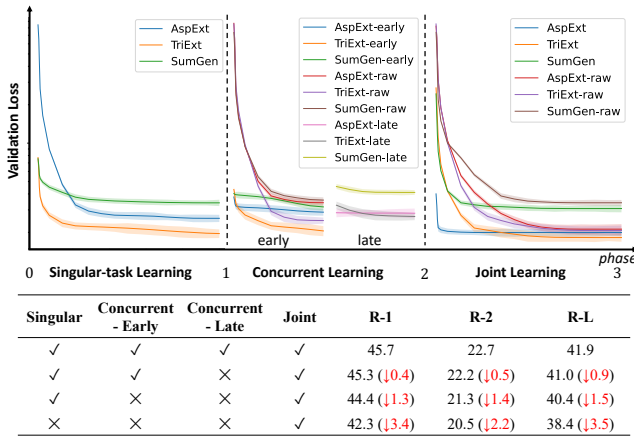 Validation Loss
AspExt
TriExt
SumGen
AspExt-early
TriExt-early
SumGen-early
AspExt-raw
TriExt-raw
SumGen-raw
AspExt-late
TriExt-late
SumGen-late
AspExt
TriExt
SumGen
AspExt-raw
TriExt-raw
SumGen-raw
early late
phase
0 Singular-task Learning 1 Concurrent Learning 2 Joint Learning 3
Singular Concurrent - Early Concurrent - Late Joint R-1 R-2 R-L
✓ ✓ ✓ ✓ 45.7 22.7 41.9
✓ ✓ ✕ ✓ 45.3 (↓0.4) 22.2 (↓0.5) 41.0 (↓0.9)
✓ ✕ ✕ ✓ 44.4 (↓1.3) 21.3 (↓1.4) 40.4 (↓1.5)
✕ ✕ ✕ ✓ 42.3 (↓3.4) 20.5 (↓2.2) 38.4 (↓3.5)